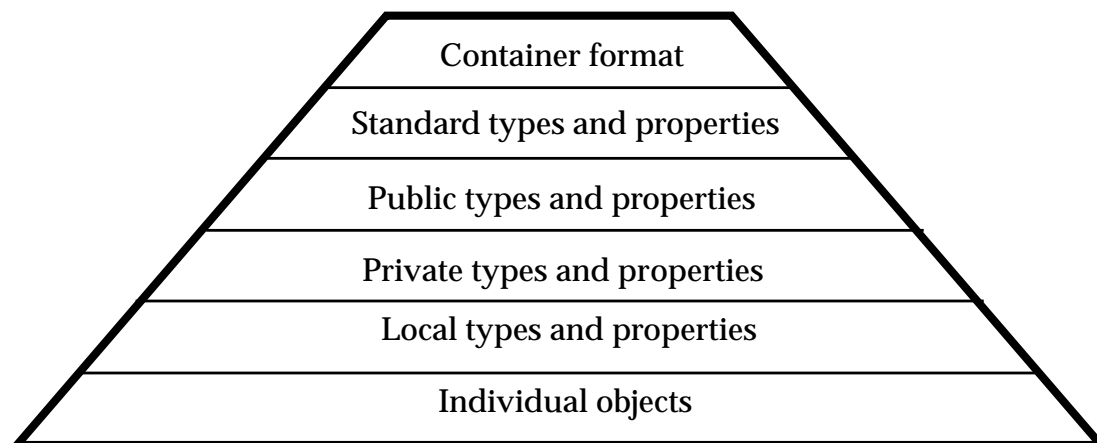 Container format
Standard types and properties
Public types and properties
Private types and properties
Local types and properties
Individual objects